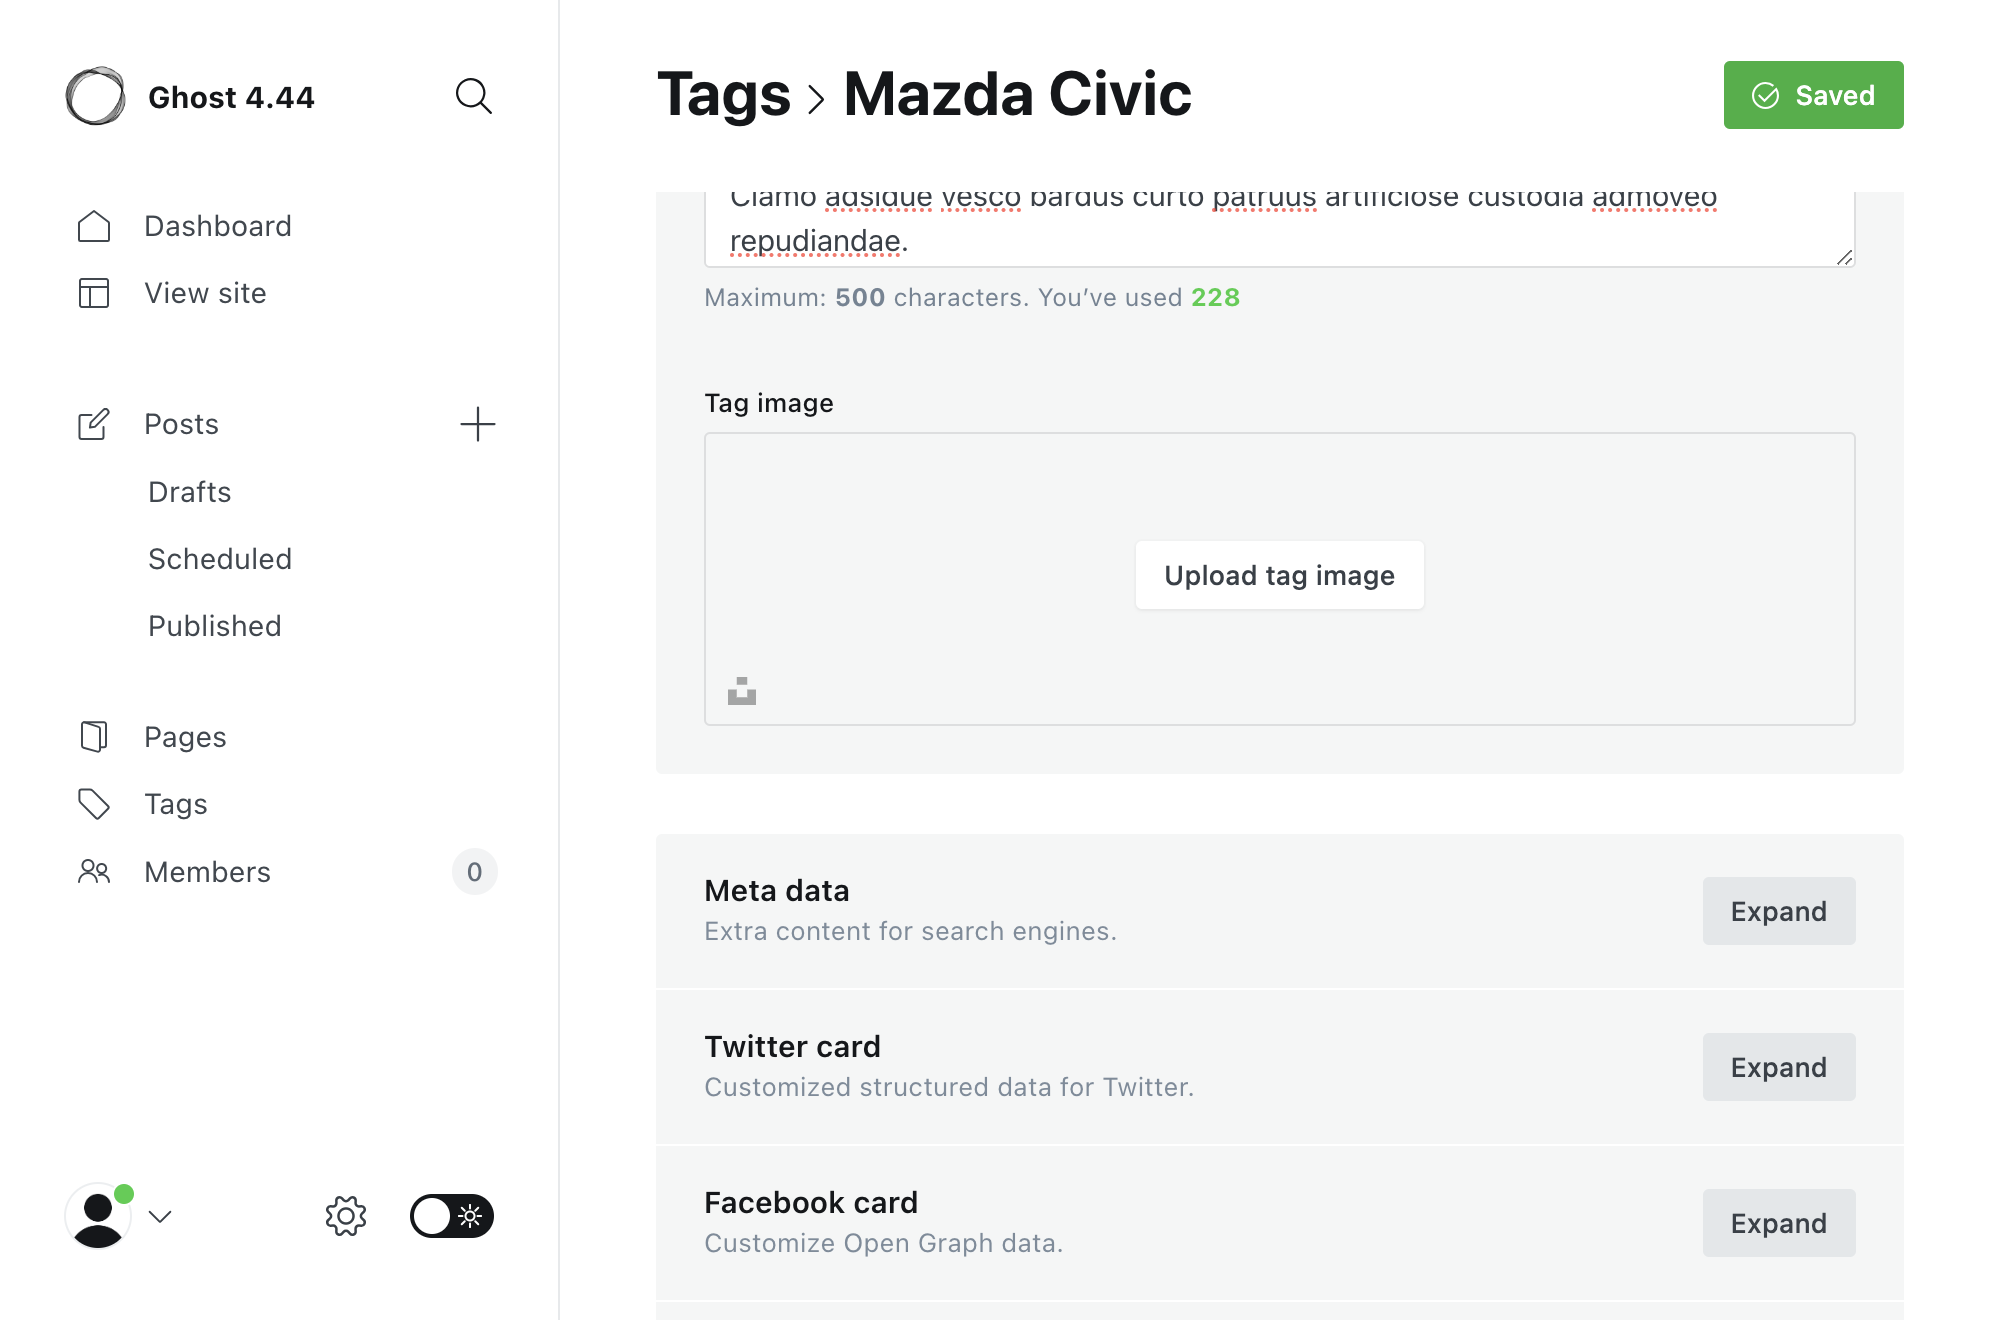 Ghost 4.44
Dashboard
View site
Posts
Drafts
Scheduled
Published
Pages
Tags
Members
0
Tags › Mazda Civic
Saved
Clamo adsidue vesco bardus curto patruus artificiose custodia admoveo
repudiandae.
Maximum: 500 characters. You’ve used 228
Tag image
Upload tag image
Meta data
Extra content for search engines.
Expand
Twitter card
Customized structured data for Twitter.
Expand
Facebook card
Customize Open Graph data.
Expand